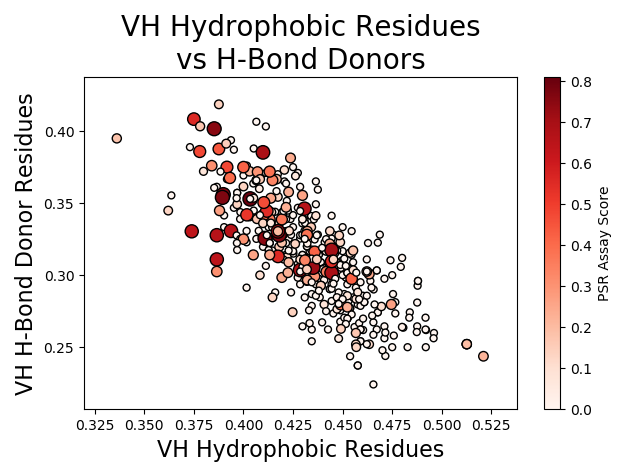 VH Hydrophobic Residues
vs H-Bond Donors
VH H-Bond Donor Residues
0.40
0.35
0.30
0.25
0.325 0.350 0.375 0.400 0.425 0.450 0.475 0.500 0.525
VH Hydrophobic Residues
0.8
0.7
0.6
0.5
0.4
0.3
0.2
0.1
0.0
PSR Assay Score